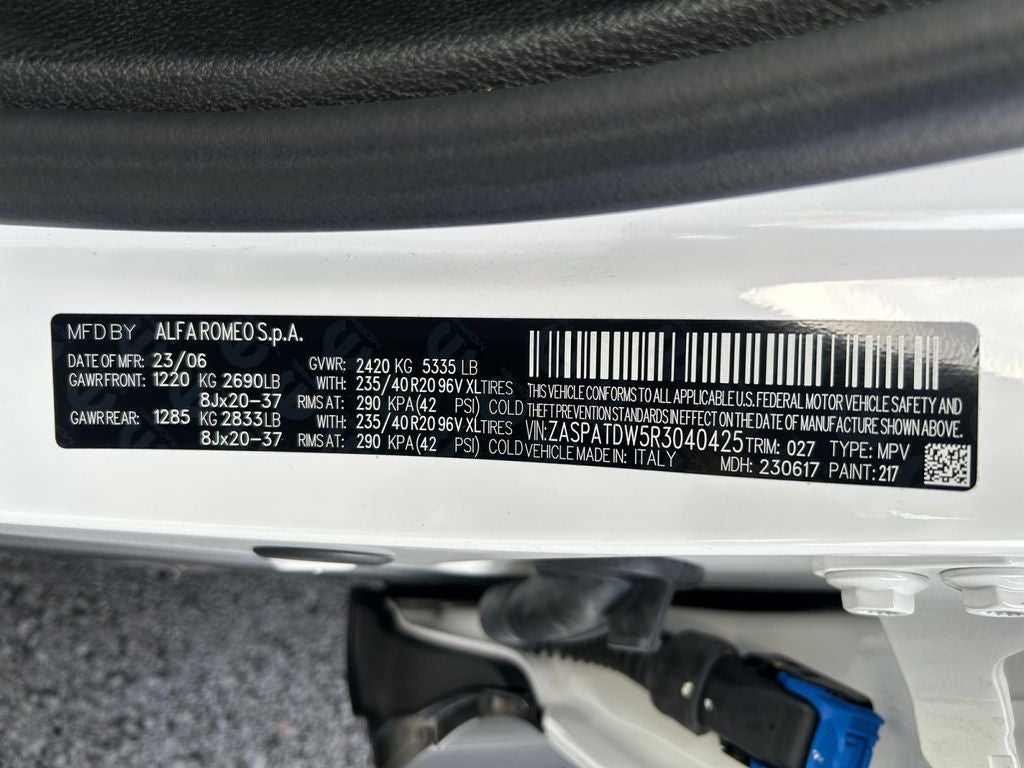 MFD BY ALFA ROMEO S.p.A.
DATE OF MFR: 23/06 GVWR: 2420 KG 5335 LB
GAWR FRONT: 1220 KG 2690LB WITH: 235/40 R20 96V XL TIRES
8Jx20-37 RIMS AT: 290 KPA (42 PSI) COLD
GAWR REAR: 1285 KG 2833LB WITH: 235/40 R20 96V XL TIRES
8Jx20-37 RIMS AT: 290 KPA (42 PSI) COLD
THIS VEHICLE CONFORMS TO ALL APPLICABLE U.S. FEDERAL MOTOR VEHICLE SAFETY AND
THEFT PREVENTION STANDARDS IN EFFECT ON THE DATE OF MANUFACTURE SHOWN ABOVE.
VIN: ZASPATDW5R3040425 TRIM: 027 TYPE: MPV
VEHICLE MADE IN: ITALY MDH: 230617 PAINT: 217